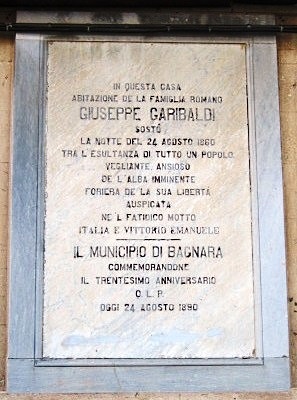 IN QUESTA CASA
ABITAZIONE DE LA FAMIGLIA ROMANO
GIUSEPPE GARIBALDI
SOSTÒ
LA NOTTE DEL 24 AGOSTO 1860
TRA L'ESULTANZA DI TUTTO UN POPOLO
VEGLIANTE, ANSIOSO
DE L'ALBA IMMINENTE
FORIERA DE LA SUA LIBERTÀ
AUSPICATA
NE'L FATIDICO MOTTO
ITALIA E VITTORIO EMANUELE
IL MUNICIPIO DI BAGNARA
COMMEMORANDONE
IL TRENTESIMO ANNIVERSARIO
Q. L. P.
OGGI 24 AGOSTO 1890